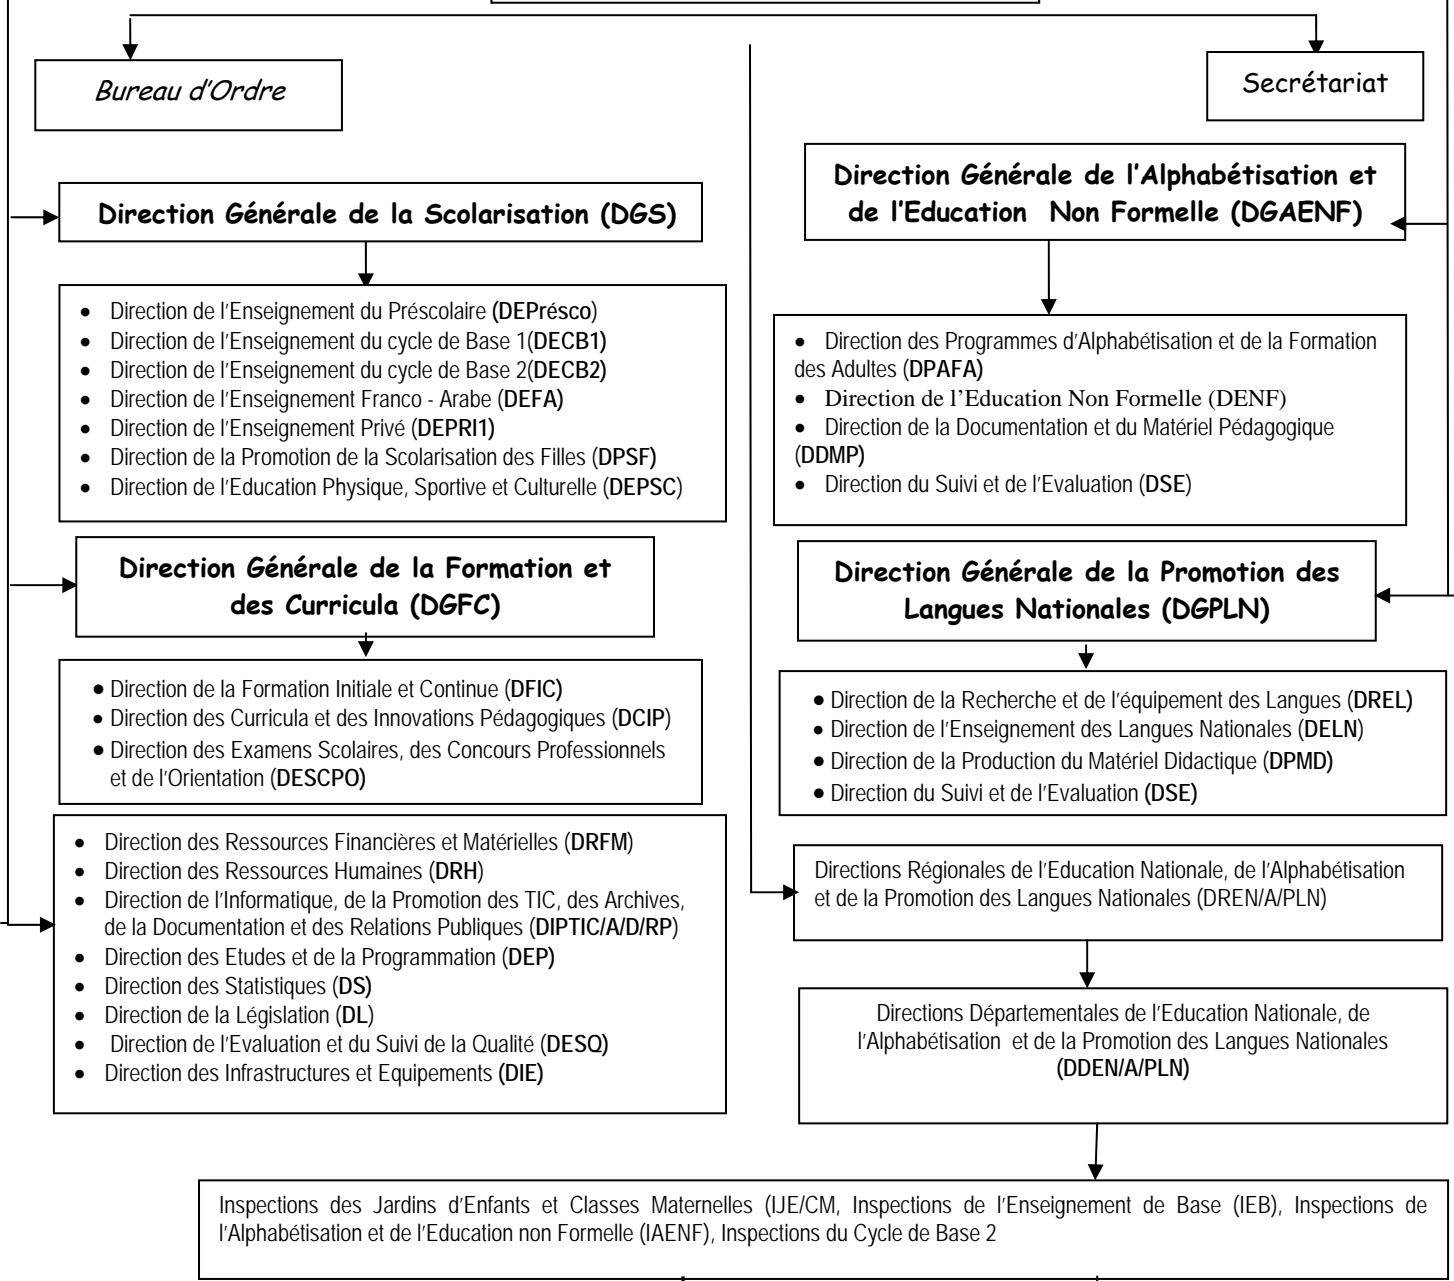 Bureau d'Ordre
Secrétariat
Direction Générale de la Scolarisation (DGS)
• Direction de l'Enseignement du Préscolaire (DEPrésco)
• Direction de l'Enseignement du cycle de Base 1(DECB1)
• Direction de l'Enseignement du cycle de Base 2(DECB2)
• Direction de l'Enseignement Franco - Arabe (DEFA)
• Direction de l'Enseignement Privé (DEPRI1)
• Direction de la Promotion de la Scolarisation des Filles (DPSF)
• Direction de l'Education Physique, Sportive et Culturelle (DEPSC)
Direction Générale de l'Alphabétisation et
de l'Education Non Formelle (DGAENF)
• Direction des Programmes d'Alphabétisation et de la Formation
des Adultes (DPAFA)
• Direction de l'Education Non Formelle (DENF)
• Direction de la Documentation et du Matériel Pédagogique
(DDMP)
• Direction du Suivi et de l'Evaluation (DSE)
Direction Générale de la Formation et
des Curricula (DGFC)
• Direction de la Formation Initiale et Continue (DFIC)
• Direction des Curricula et des Innovations Pédagogiques (DCIP)
• Direction des Examens Scolaires, des Concours Professionnels
et de l'Orientation (DESCPO)
Direction Générale de la Promotion des
Langues Nationales (DGPLN)
• Direction de la Recherche et de l'équipement des Langues (DREL)
• Direction de l'Enseignement des Langues Nationales (DELN)
• Direction de la Production du Matériel Didactique (DPMD)
• Direction du Suivi et de l'Evaluation (DSE)
• Direction des Ressources Financières et Matérielles (DRFM)
• Direction des Ressources Humaines (DRH)
• Direction de l'Informatique, de la Promotion des TIC, des Archives,
de la Documentation et des Relations Publiques (DIPTIC/A/D/RP)
• Direction des Etudes et de la Programmation (DEP)
• Direction des Statistiques (DS)
• Direction de la Législation (DL)
• Direction de l'Evaluation et du Suivi de la Qualité (DESQ)
• Direction des Infrastructures et Equipements (DIE)
Directions Régionales de l'Education Nationale, de l'Alphabétisation
et de la Promotion des Langues Nationales (DREN/A/PLN)
Directions Départementales de l'Education Nationale, de
l'Alphabétisation et de la Promotion des Langues Nationales
(DDEN/A/PLN)
Inspections des Jardins d'Enfants et Classes Maternelles (IJE/CM, Inspections de l'Enseignement de Base (IEB), Inspections de
l'Alphabétisation et de l'Education non Formelle (IAENF), Inspections du Cycle de Base 2